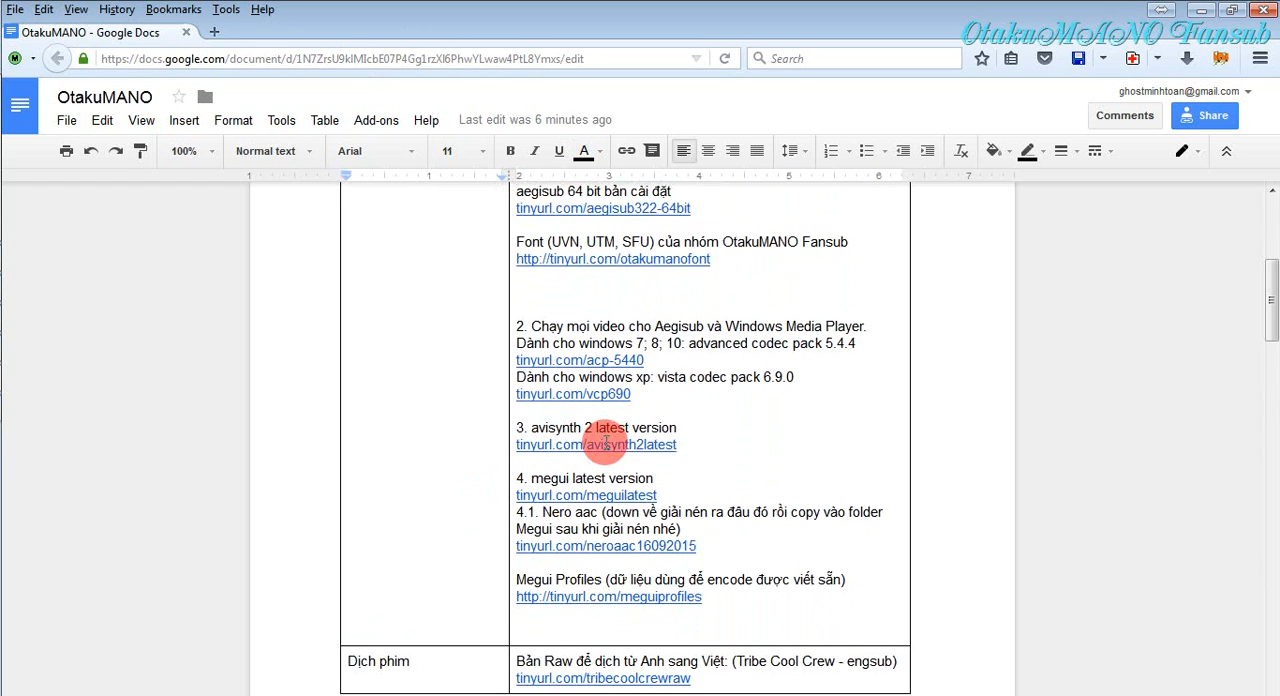 File Edit View History Bookmarks Tools Help
OtakuMANO Fansub
OtakuMANO - Google Docs
https://docs.google.com/document/d/1N7ZrsU9klMIcbE07P4Gg1rzXl6PhwYLwaw4PtL8Ymxs/edit
Search
OtakuMANO
ghostminhtoan@gmail.com
File Edit View Insert Format Tools Table Add-ons Help Last edit was 6 minutes ago
Comments
Share
100% Normal text Arial 11 B I U A
1 1 2 3 4 5 6 7
aegisub 64 bit bản cài đặt
tinyurl.com/aegisub322-64bit
Font (UVN, UTM, SFU) của nhóm OtakuMANO Fansub
http://tinyurl.com/otakumanofont
2. Chạy mọi video cho Aegisub và Windows Media Player.
Dành cho windows 7; 8; 10: advanced codec pack 5.4.4
tinyurl.com/acp-5440
Dành cho windows xp: vista codec pack 6.9.0
tinyurl.com/vcp690
3. avisynth 2 latest version
tinyurl.com/avisynth2latest
4. megui latest version
tinyurl.com/meguilatest
4.1. Nero aac (down về giải nén ra đâu đó rồi copy vào folder
Megui sau khi giải nén nhé)
tinyurl.com/neroaac16092015
Megui Profiles (dữ liệu dùng để encode được viết sẵn)
http://tinyurl.com/meguiprofiles
Dịch phim
Bản Raw để dịch từ Anh sang Việt: (Tribe Cool Crew - engsub)
tinyurl.com/tribecoolcrewraw